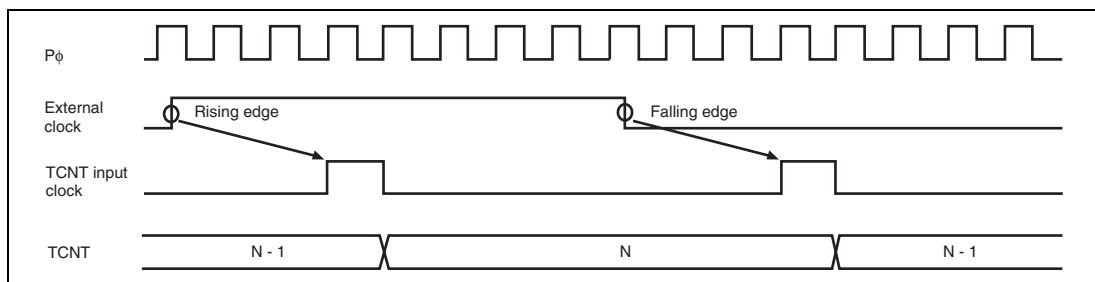 Pφ
External
clock
Rising edge
Falling edge
TCNT input
clock
TCNT
N - 1
N
N - 1